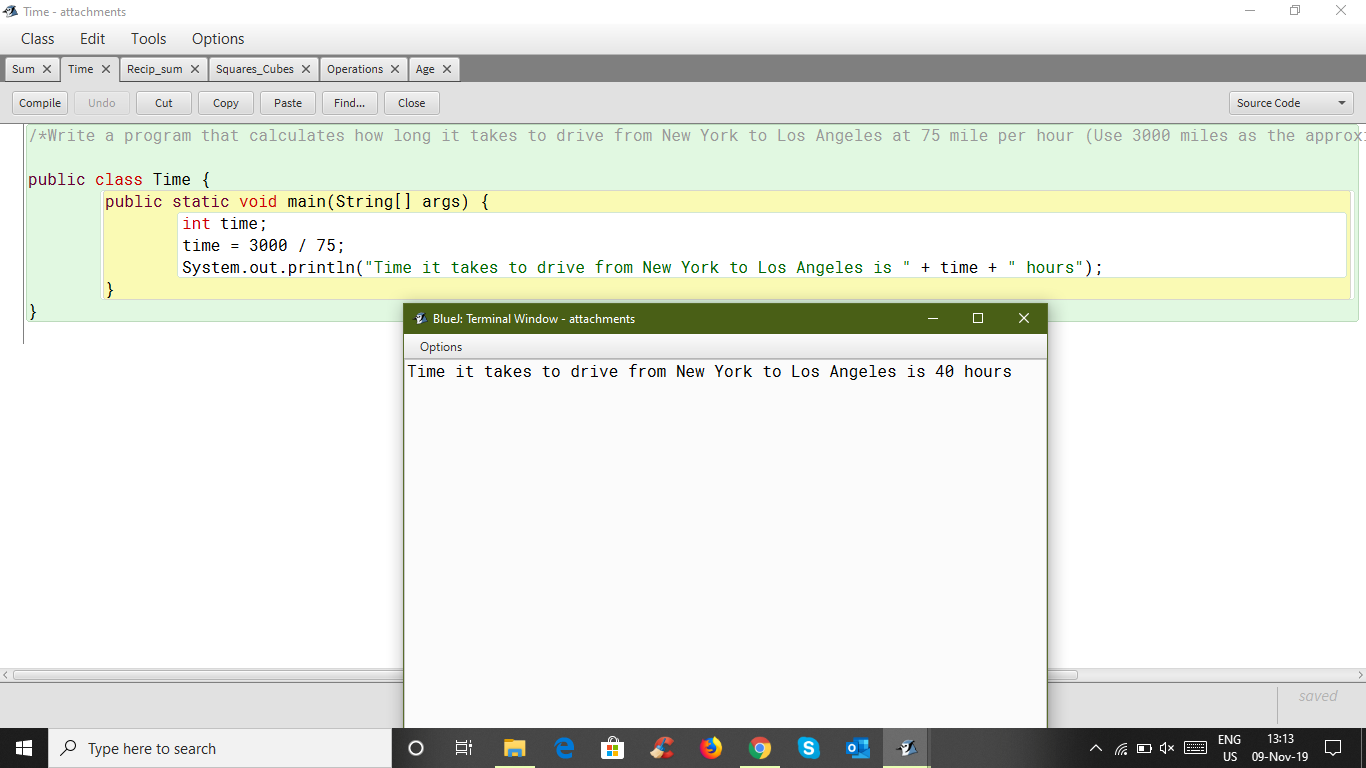 Time - attachments
Class Edit Tools Options
Sum Time Recip_sum Squares_Cubes Operations Age
Compile Undo Cut Copy Paste Find... Close Source Code
/*Write a program that calculates how long it takes to drive from New York to Los Angeles at 75 mile per hour (Use 3000 miles as the approxi
public class Time {
public static void main(String[] args) {
int time;
time = 3000 / 75;
System.out.println("Time it takes to drive from New York to Los Angeles is " + time + " hours");
}
}
BlueJ: Terminal Window - attachments
Options
Time it takes to drive from New York to Los Angeles is 40 hours
saved
Type here to search
ENG
US
13:13
09-Nov-19